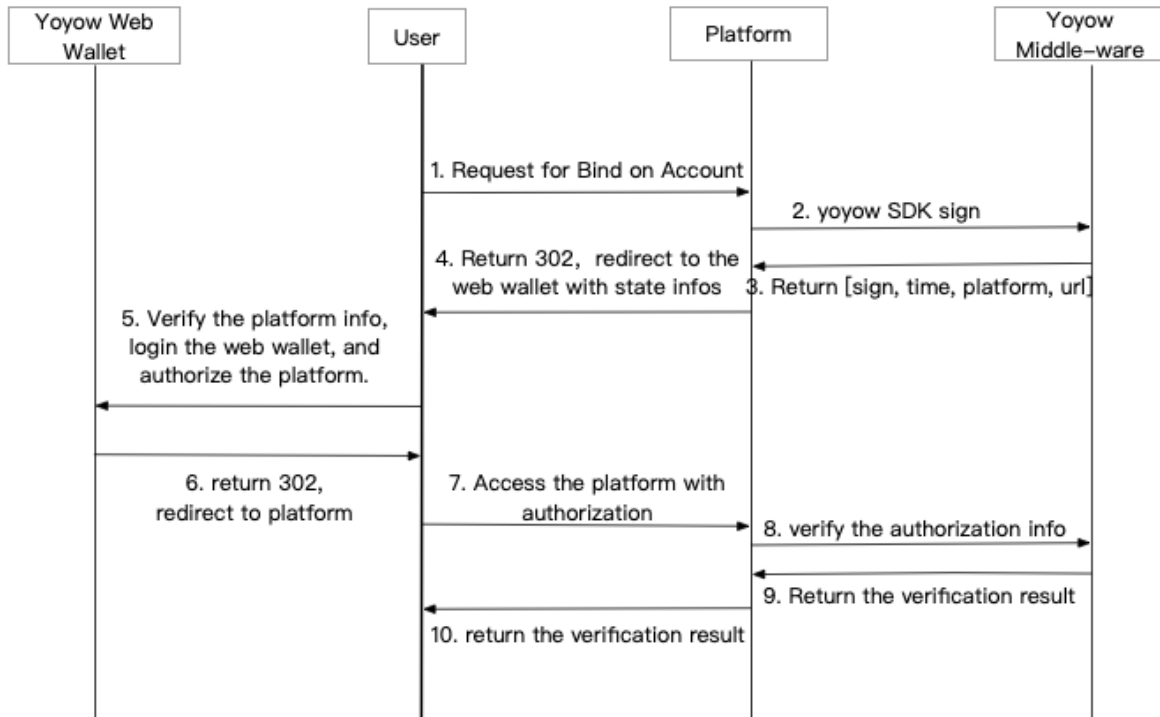 Yoyow Web
Wallet
User
Platform
Yoyow
Middle-ware
1. Request for Bind on Account
2. yoyow SDK sign
4. Return 302, redirect to the
web wallet with state infos
3. Return [sign, time, platform, url]
5. Verify the platform info,
login the web wallet, and
authorize the platform.
6. return 302,
redirect to platform
7. Access the platform with
authorization
8. verify the authorization info
9. Return the verification result
10. return the verification result